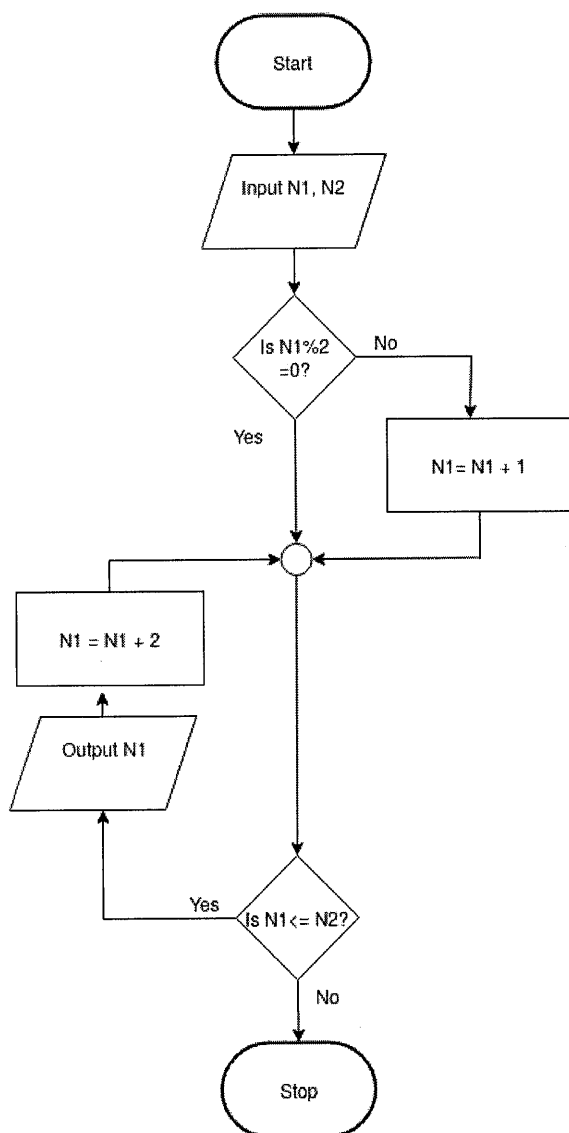 Start
Input N1, N2
Is N1%2
=0?
No
Yes
N1= N1 + 1
N1 = N1 + 2
Output N1
Yes
Is N1<= N2?
No
Stop